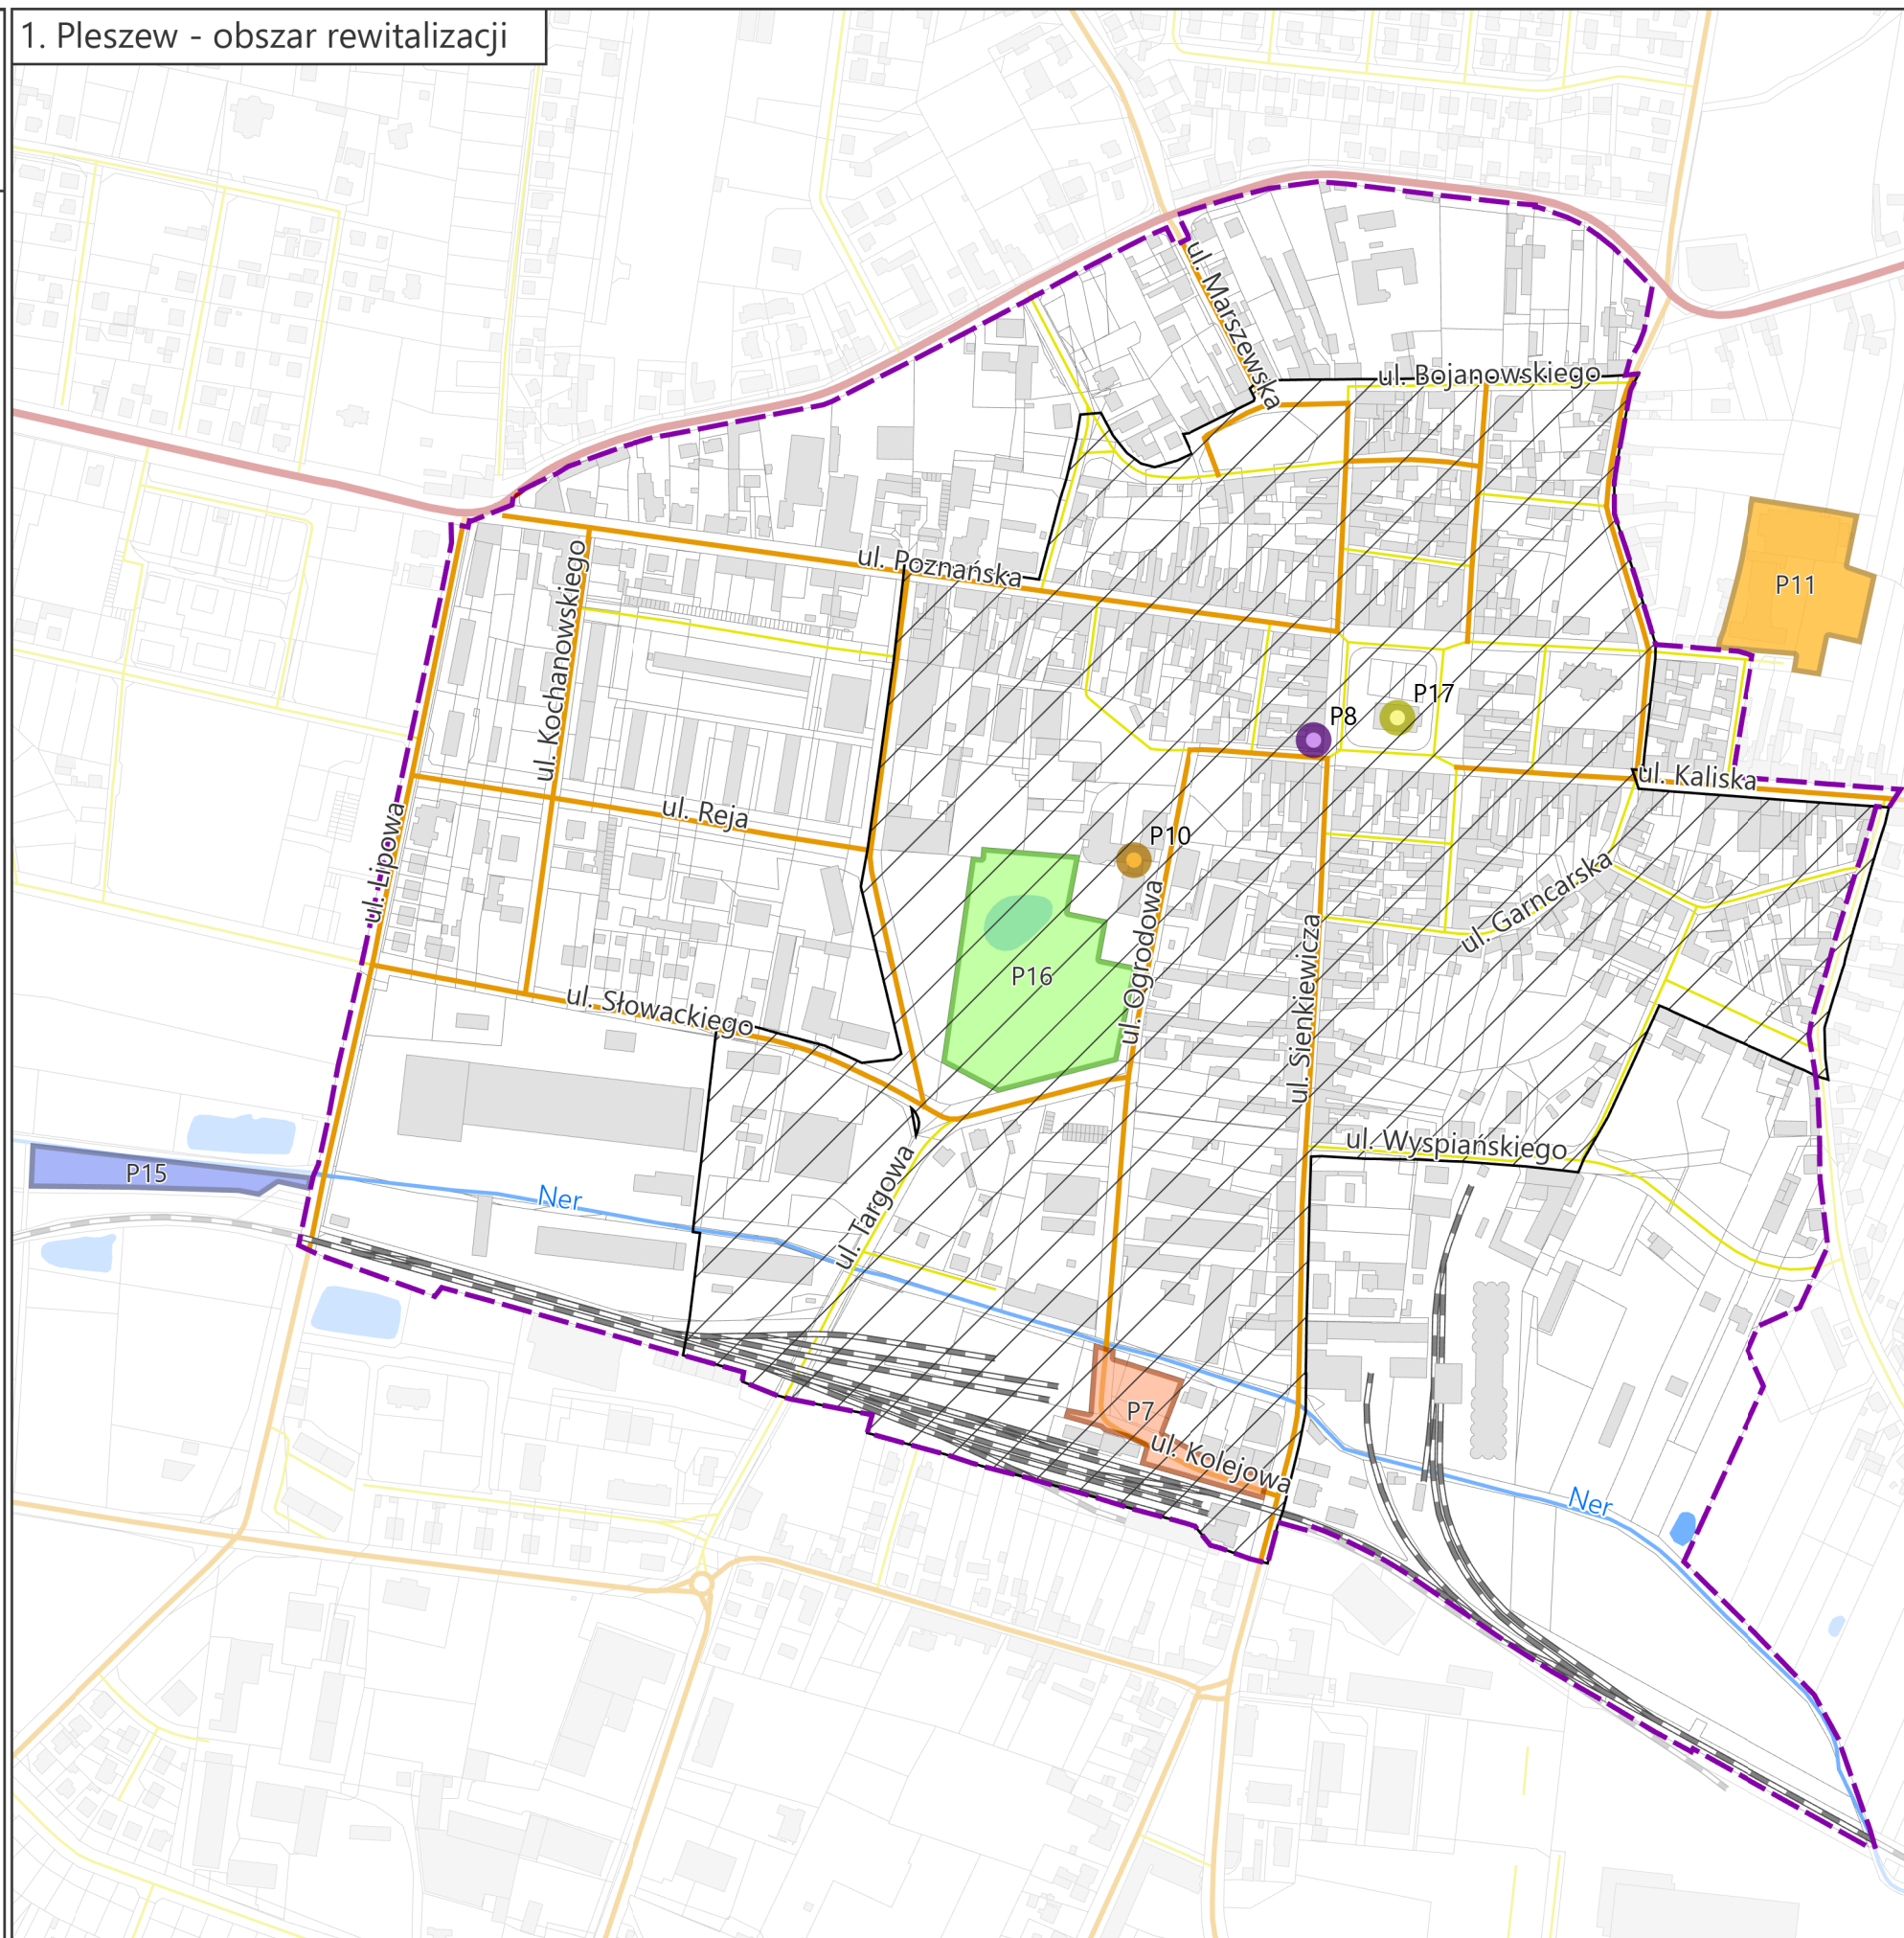 1. Pleszew - obszar rewitalizacji
ul. Marszewska
ul. Bojanowskiego
ul. Poznańska
ul. Kochanowskiego
P11
P17
P8
ul. Kaliska
ul. Reja
P10
ul. Lipowa
ul. Garncarska
ul. Ogrodowa
ul. Sienkiewicza
P16
ul. Słowackiego
ul. Wyspiańskiego
P15
Ner
ul. Targowa
P7
ul. Kolejowa
Ner